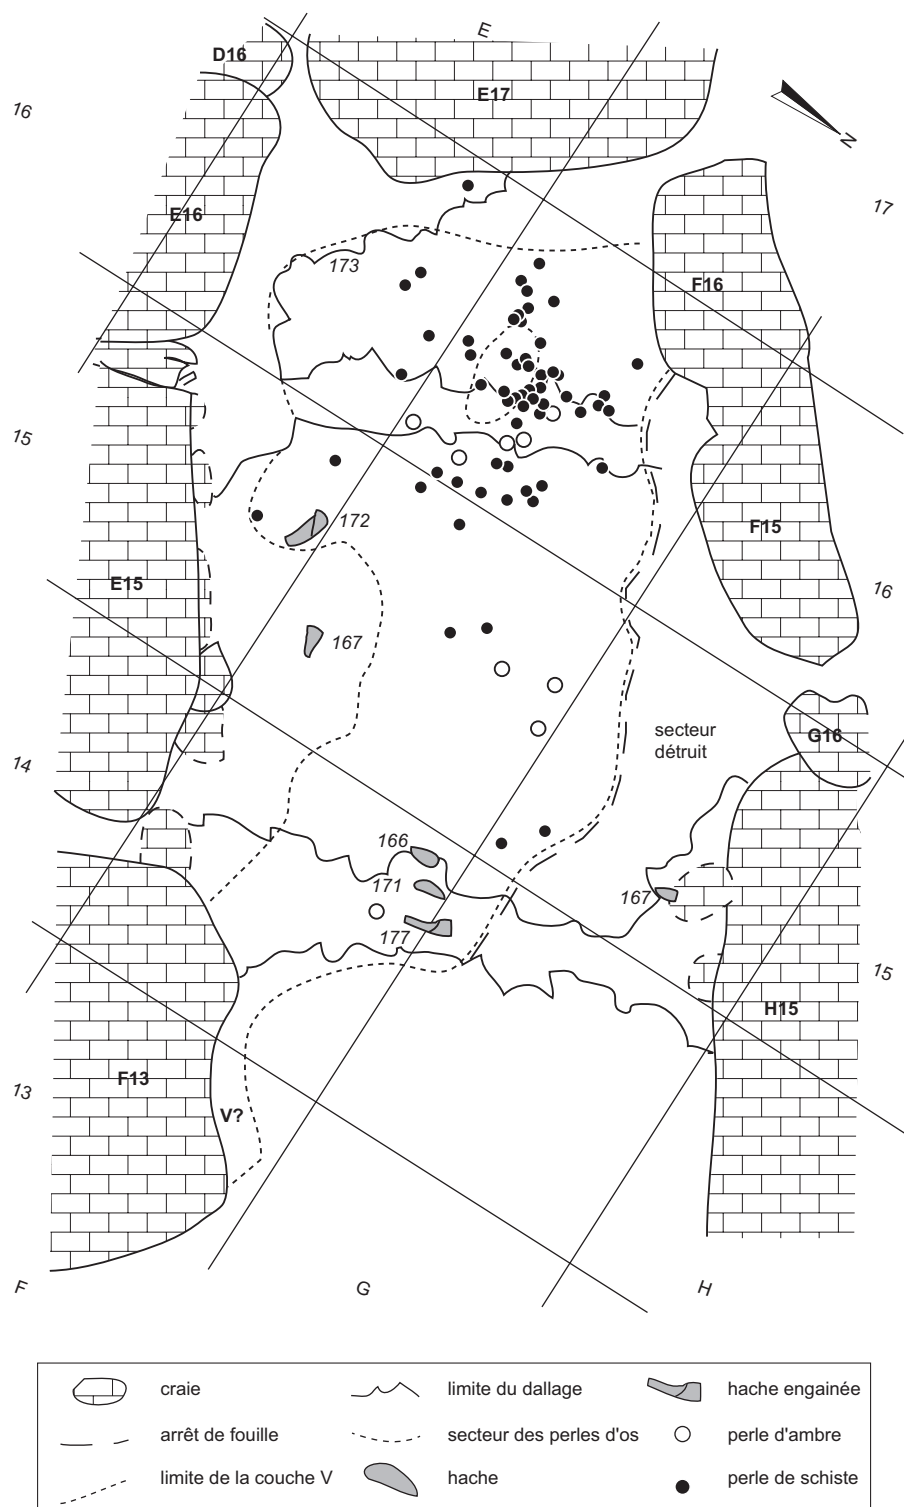 E
D16
E17
16
N
E16
17
173
F16
15
172
F15
E15
16
167
secteur
détruit
G16
14
166
171
167
177
15
H15
F13
13
V?
F
G
H
craie
limite du dallage
hache engainée
arrêt de fouille
secteur des perles d'os
perle d'ambre
limite de la couche V
hache
perle de schiste